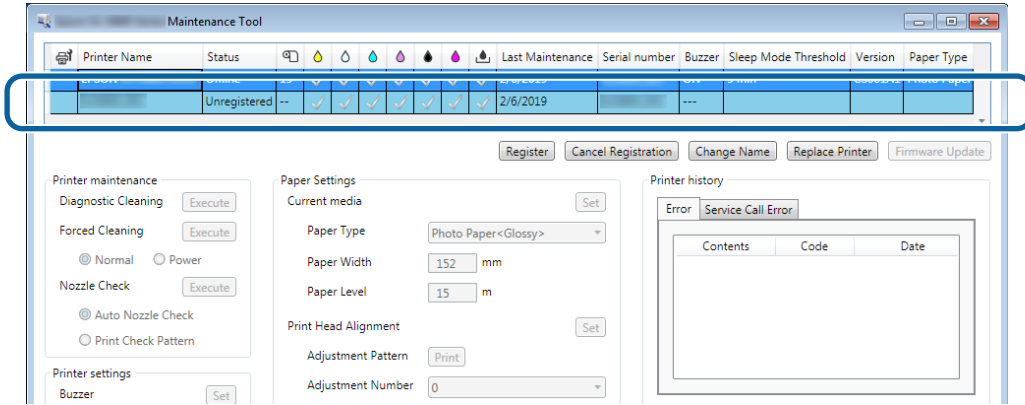 Maintenance Tool
Printer Name Status Last Maintenance Serial number Buzzer Sleep Mode Threshold Version Paper Type
Unregistered -- 2/6/2019 ---
Register Cancel Registration Change Name Replace Printer Firmware Update
Printer maintenance
Diagnostic Cleaning Execute
Forced Cleaning Execute
Normal Power
Nozzle Check Execute
Auto Nozzle Check
Print Check Pattern
Printer settings
Buzzer Set
Paper Settings
Current media Set
Paper Type Photo Paper<Glossy>
Paper Width 152 mm
Paper Level 15 m
Print Head Alignment Set
Adjustment Pattern Print
Adjustment Number 0
Printer history
Error Service Call Error
Contents Code Date